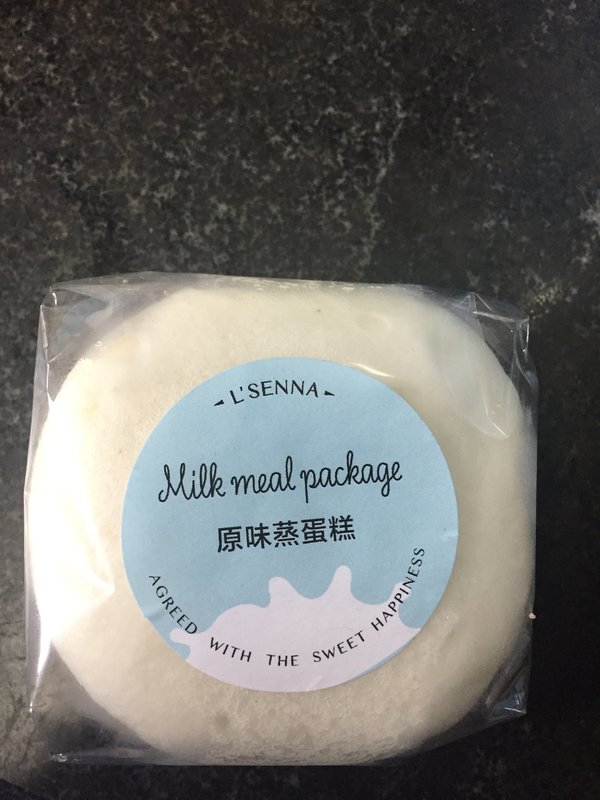 L'SENNA
Milk meal package
原味蒸蛋糕
AGREED WITH THE SWEET HAPPINESS